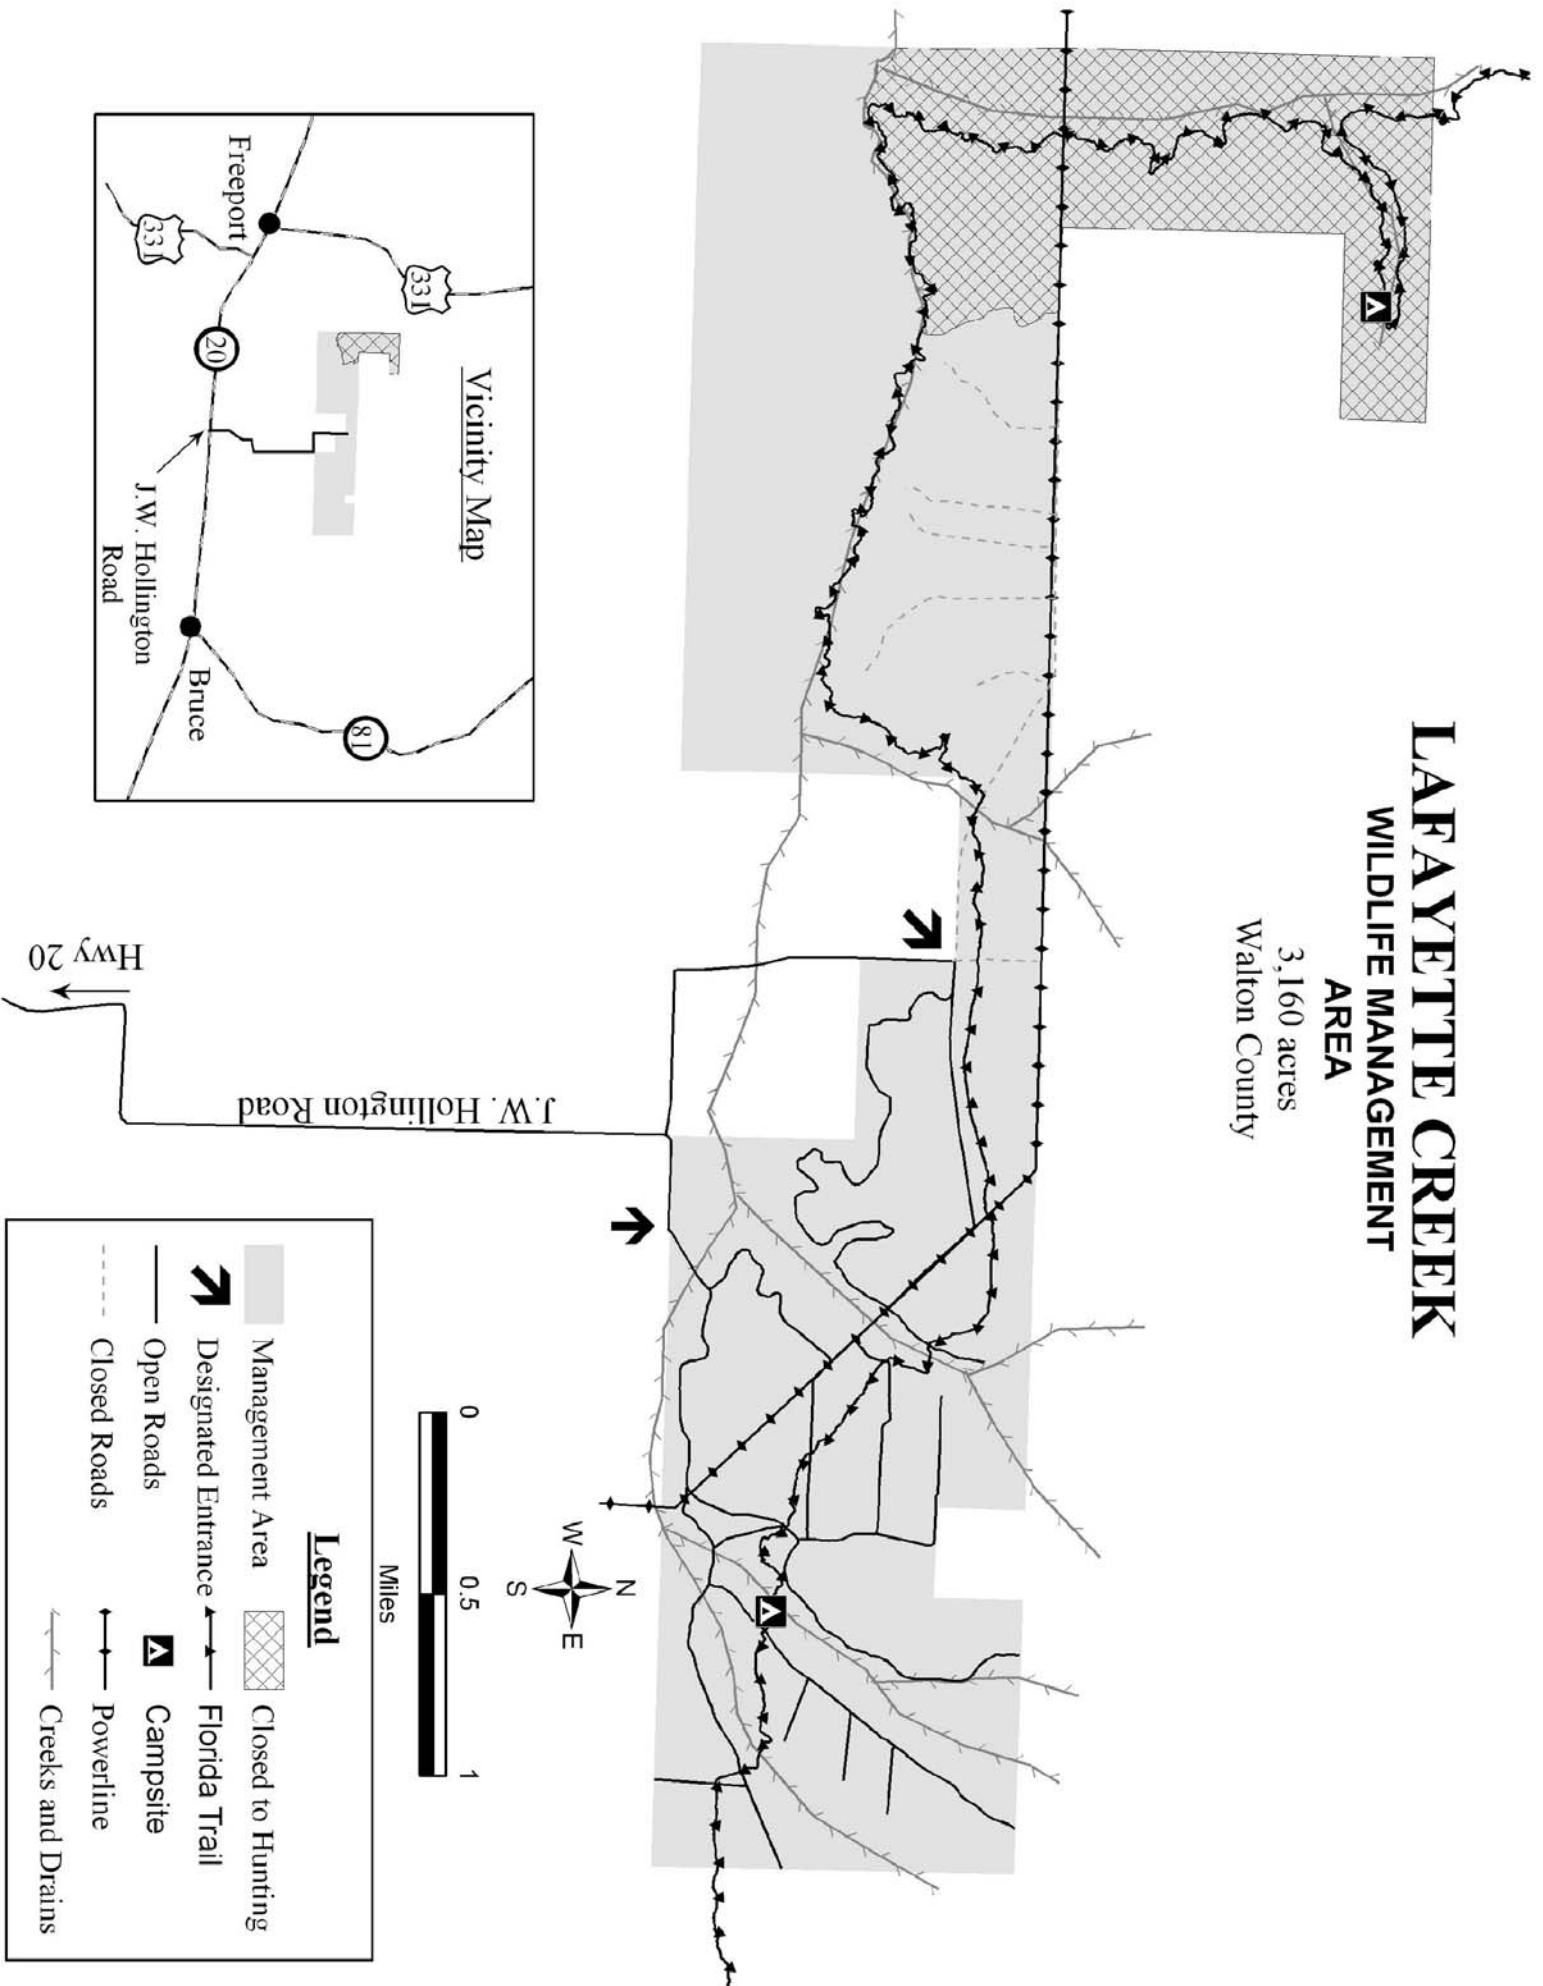 LAFAYETTE CREEK
WILDLIFE MANAGEMENT
AREA
3,160 acres
Walton County
Vicinity Map
331
Freeport
331
20
81
Bruce
J.W. Hollington
Road
Hwy 20
J.W. Hollington Road
N
W
E
S
0
0.5
1
Miles
Legend
Management Area
Closed to Hunting
Designated Entrance
Florida Trail
Open Roads
Campsite
Closed Roads
Powerline
Creeks and Drains